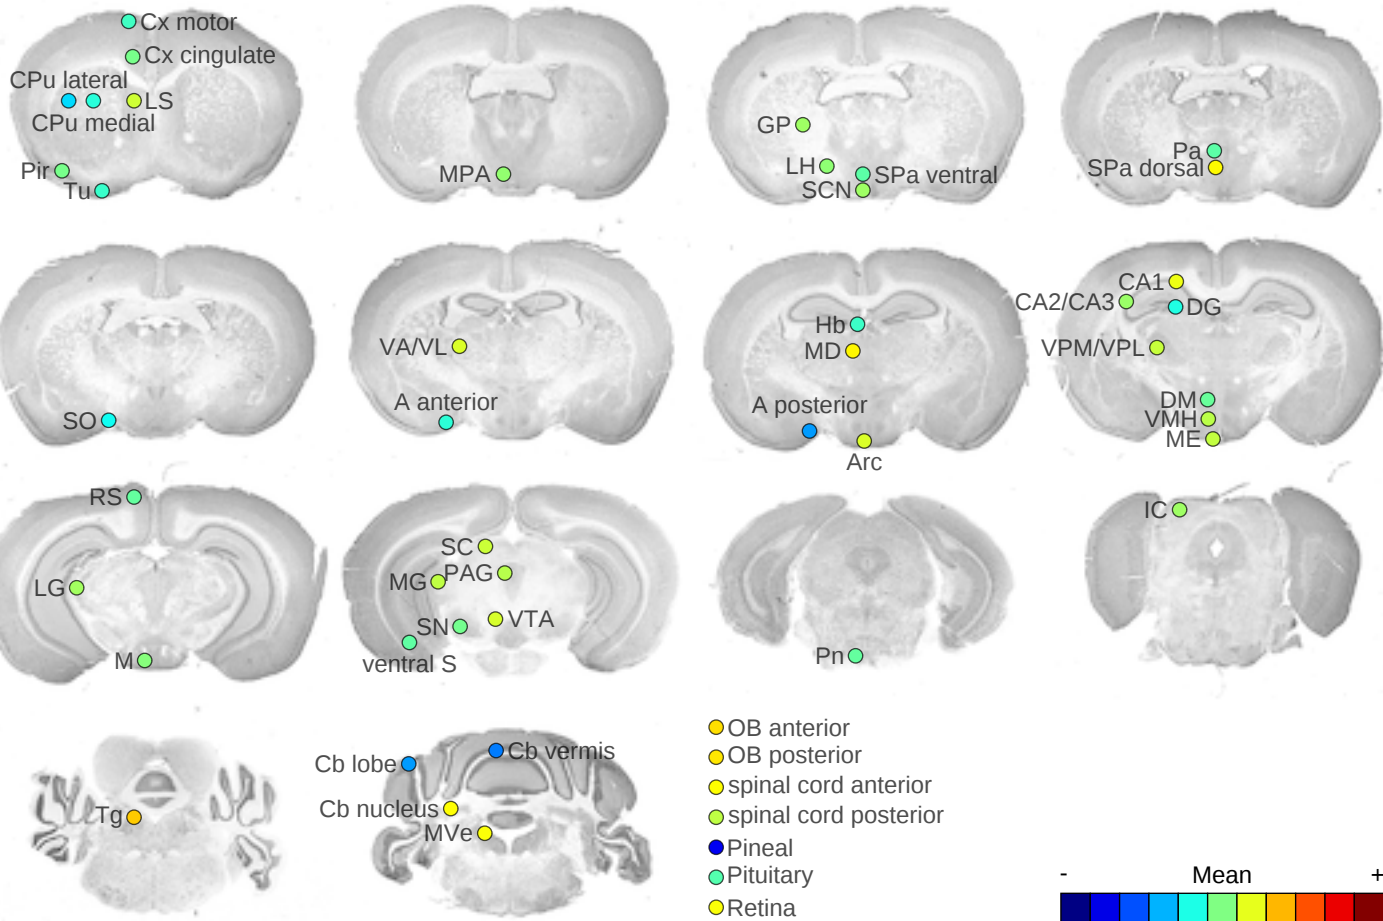 Cx motor
Cx cingulate
CPu lateral
LS
CPu medial
Pir
Tu
MPA
GP
LH
SPa ventral
SCN
Pa
SPa dorsal
SO
VA/VL
A anterior
Hb
MD
A posterior
Arc
CA1
CA2/CA3
DG
VPM/VPL
DM
VMH
ME
RS
LG
M
SC
MG
PAG
SN
VTA
ventral S
Pn
IC
Tg
Cb lobe
Cb vermis
Cb nucleus
MVe
OB anterior
OB posterior
spinal cord anterior
spinal cord posterior
Pineal
Pituitary
Retina
- Mean +